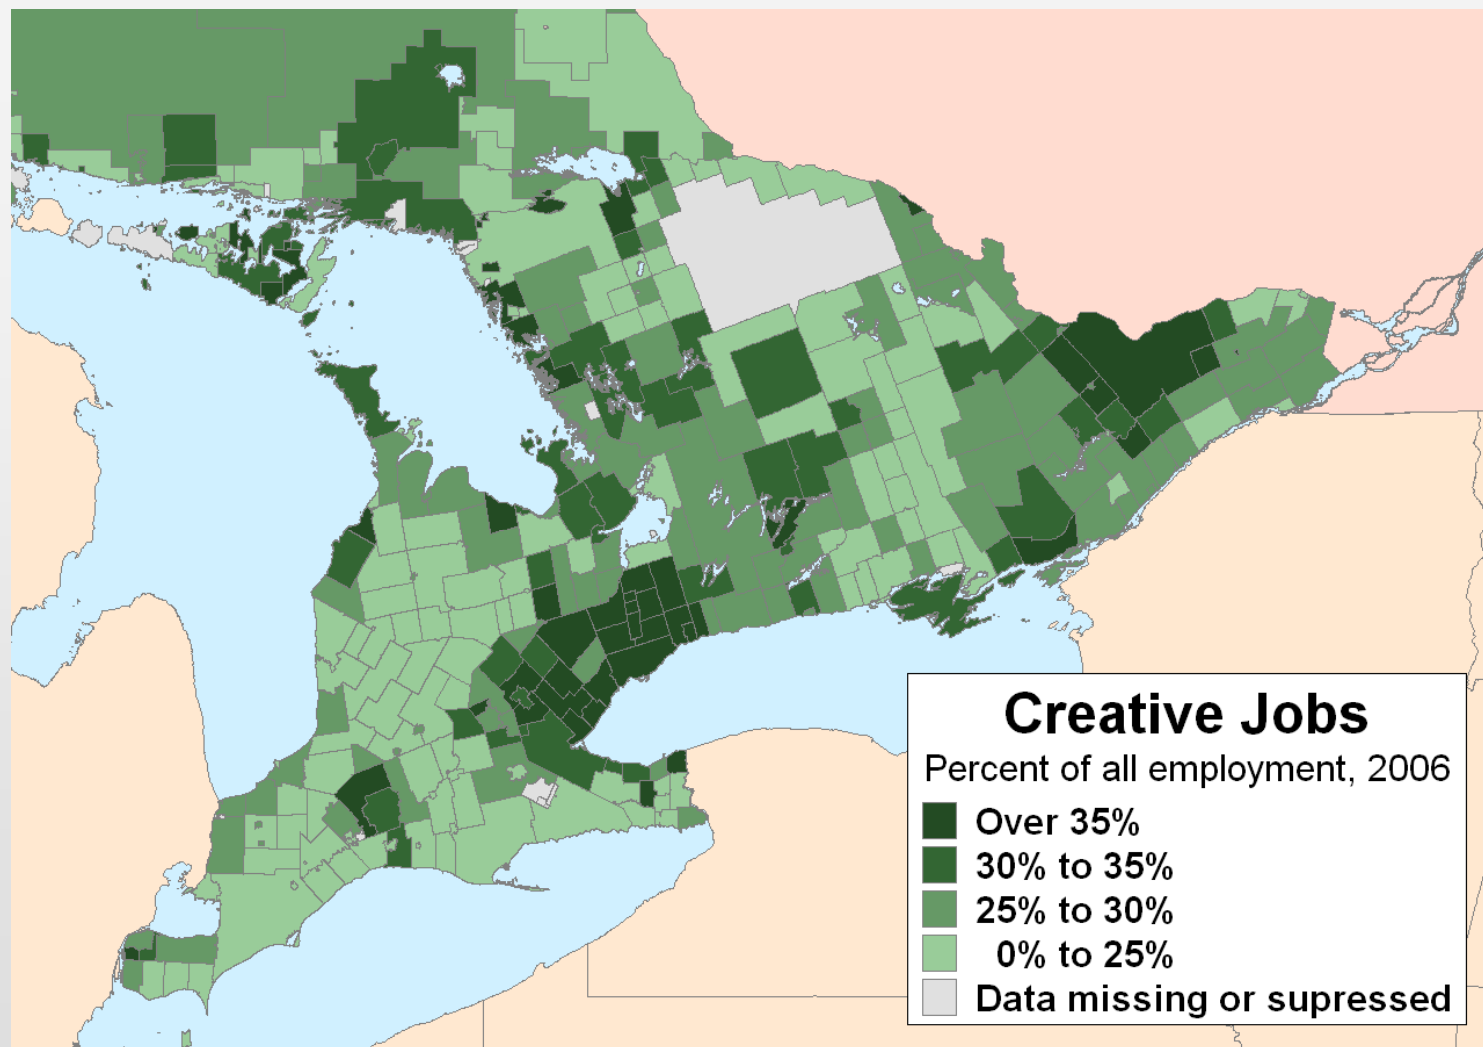 Creative Jobs
Percent of all employment, 2006
Over 35%
30% to 35%
25% to 30%
0% to 25%
Data missing or supressed